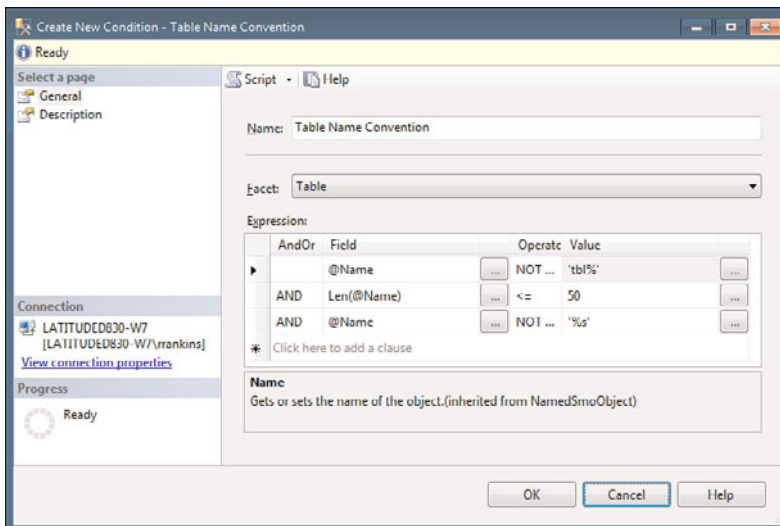 Create New Condition - Table Name Convention
Ready
Select a page
General
Description
Script
Help
Name: Table Name Convention
Facet: Table
Expression:
AndOr Field Operato Value
@Name ... NOT ... 'tbl%' ...
AND Len(@Name) ... <= 50 ...
AND @Name ... NOT ... '%s' ...
Click here to add a clause
Name
Gets or sets the name of the object.(inherited from NamedSmoObject)
Connection
LATITUDED830-W7
[LATITUDED830-W7\rrankins]
View connection properties
Progress
Ready
OK Cancel Help